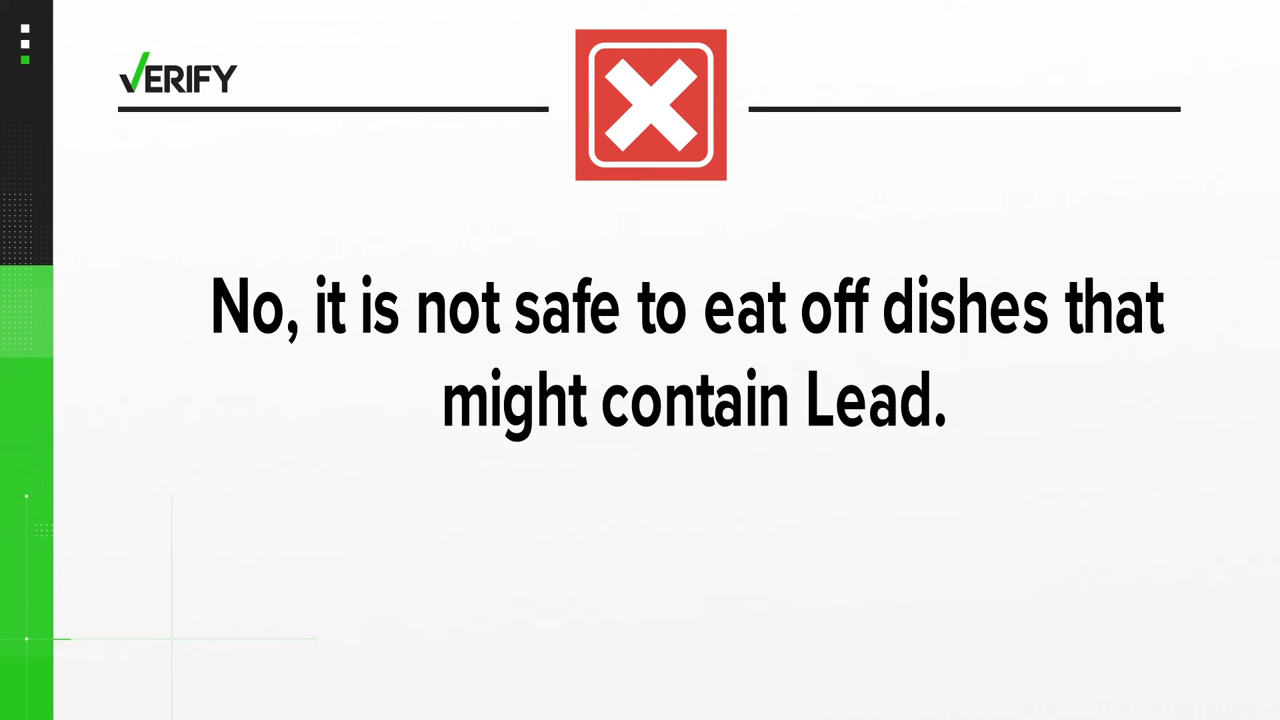 VERIFY
No, it is not safe to eat off dishes that
might contain Lead.